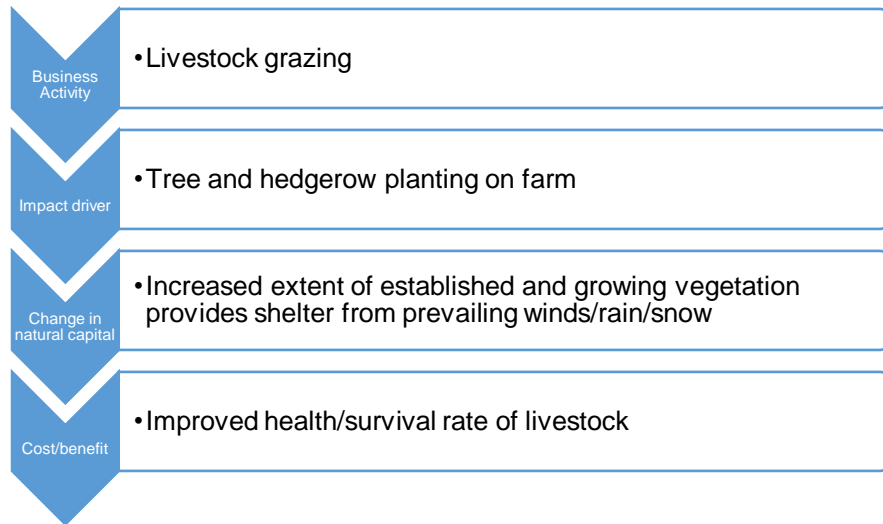 Business
Activity
•Livestock grazing
Impact driver
•Tree and hedgerow planting on farm
Change in
natural capital
•Increased extent of established and growing vegetation
provides shelter from prevailing winds/rain/snow
Cost/benefit
•Improved health/survival rate of livestock